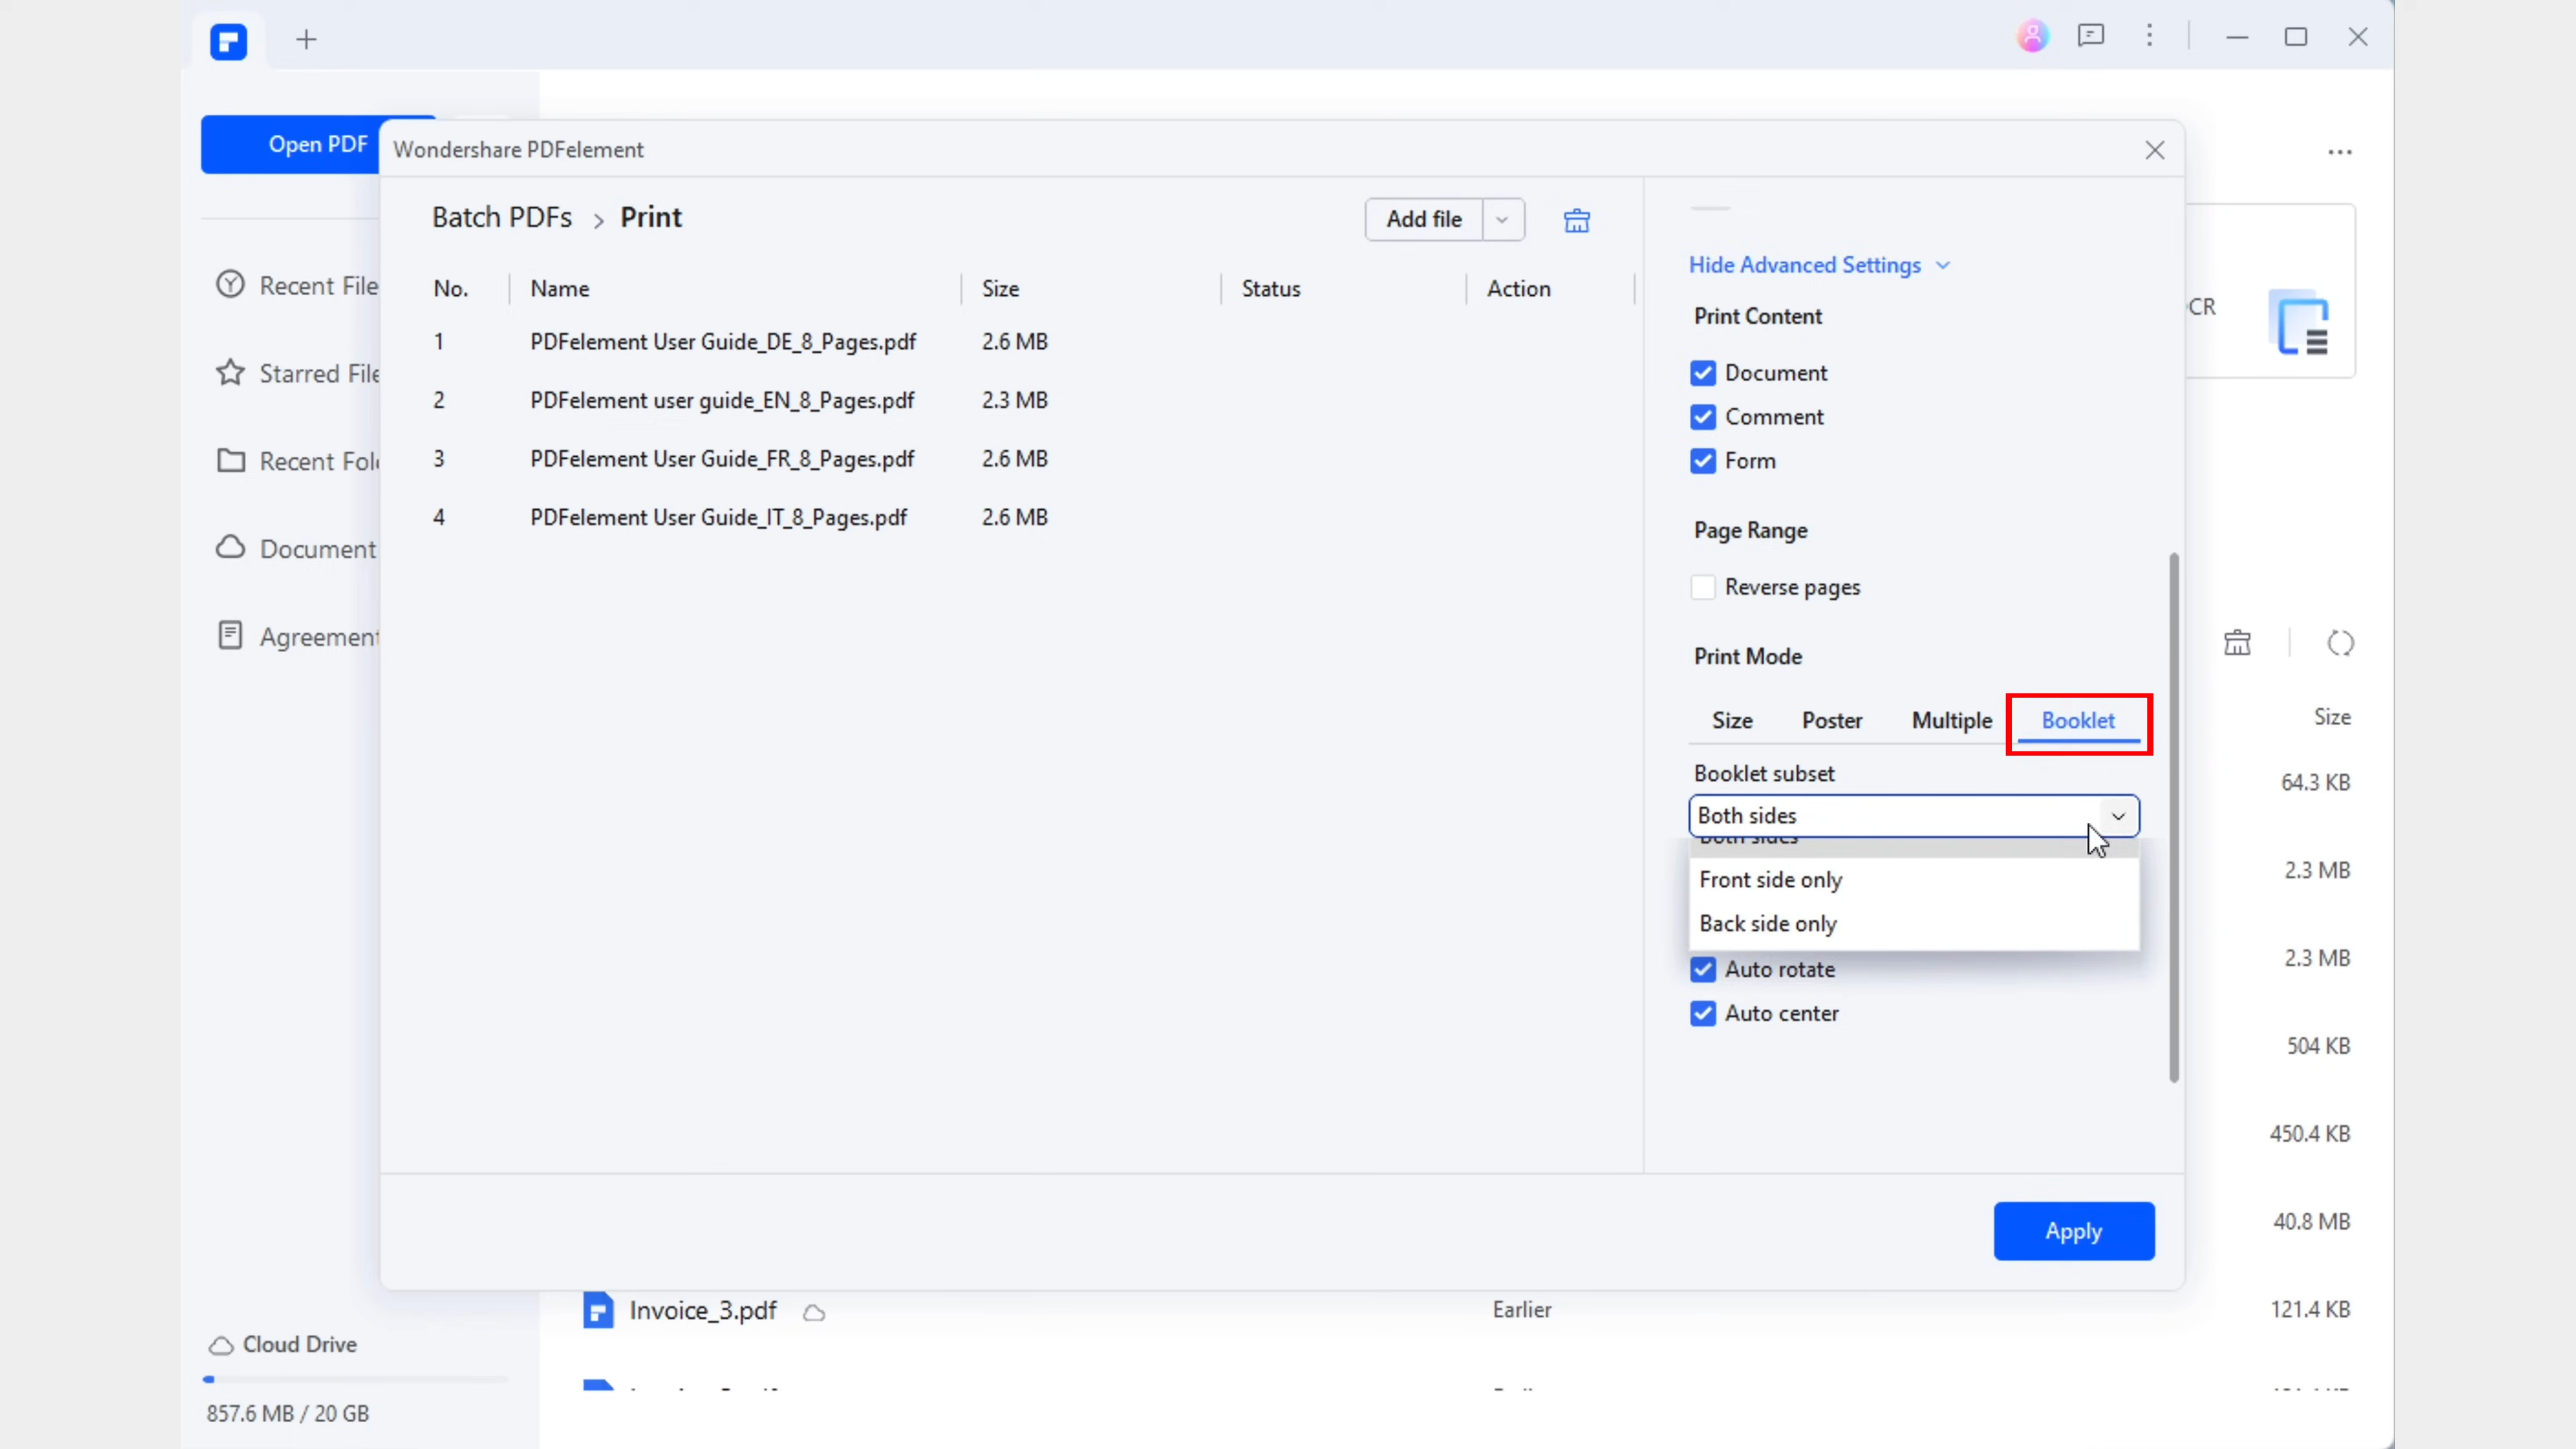 Open PDF
Recent File
Starred File
Recent Fol
Document
Agreement
Cloud Drive
857.6 MB / 20 GB
Wondershare PDFelement
Batch PDFs > Print
Add file
No. Name Size Status Action
1 PDFelement User Guide_DE_8_Pages.pdf 2.6 MB
2 PDFelement user guide_EN_8_Pages.pdf 2.3 MB
3 PDFelement User Guide_FR_8_Pages.pdf 2.6 MB
4 PDFelement User Guide_IT_8_Pages.pdf 2.6 MB
Hide Advanced Settings
Print Content
Document
Comment
Form
Page Range
Reverse pages
Print Mode
Size Poster Multiple Booklet
Booklet subset
Both sides
Both sides
Front side only
Back side only
Auto rotate
Auto center
Apply
CR
Size
64.3 KB
2.3 MB
2.3 MB
504 KB
450.4 KB
40.8 MB
Invoice_3.pdf Earlier 121.4 KB